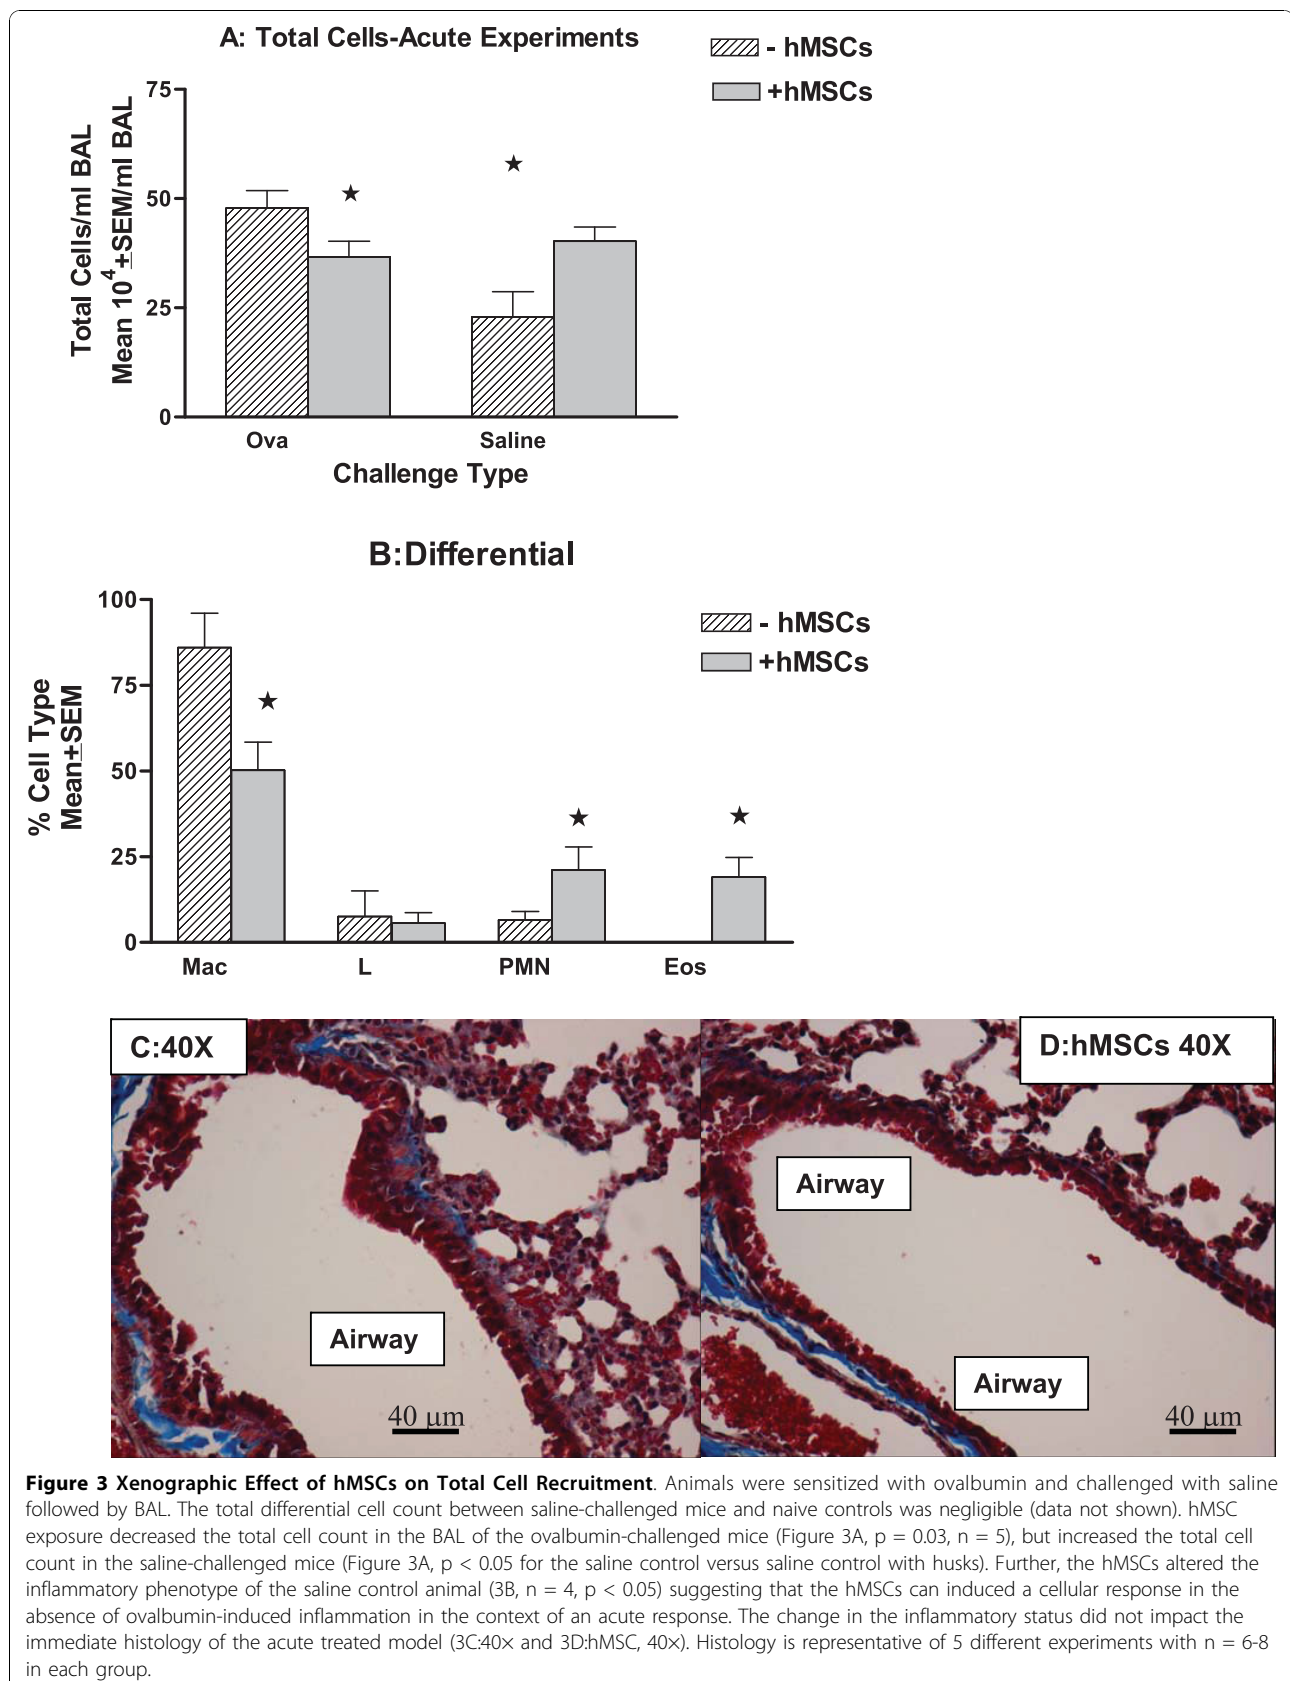 A: Total Cells-Acute Experiments
- hMSCs
+hMSCs
Total Cells/ml BAL
Mean 10⁴±SEM/ml BAL
75
50
25
0
★
★
Ova
Saline
Challenge Type
B:Differential
- hMSCs
+hMSCs
% Cell Type
Mean±SEM
100
75
50
25
0
★
★
★
Mac
L
PMN
Eos
C:40X
D:hMSCs 40X
Airway
Airway
Airway
40 µm
40 µm
Figure 3 Xenographic Effect of hMSCs on Total Cell Recruitment. Animals were sensitized with ovalbumin and challenged with saline
followed by BAL. The total differential cell count between saline-challenged mice and naive controls was negligible (data not shown). hMSC
exposure decreased the total cell count in the BAL of the ovalbumin-challenged mice (Figure 3A, p = 0.03, n = 5), but increased the total cell
count in the saline-challenged mice (Figure 3A, p < 0.05 for the saline control versus saline control with husks). Further, the hMSCs altered the
inflammatory phenotype of the saline control animal (3B, n = 4, p < 0.05) suggesting that the hMSCs can induced a cellular response in the
absence of ovalbumin-induced inflammation in the context of an acute response. The change in the inflammatory status did not impact the
immediate histology of the acute treated model (3C:40× and 3D:hMSC, 40×). Histology is representative of 5 different experiments with n = 6-8
in each group.